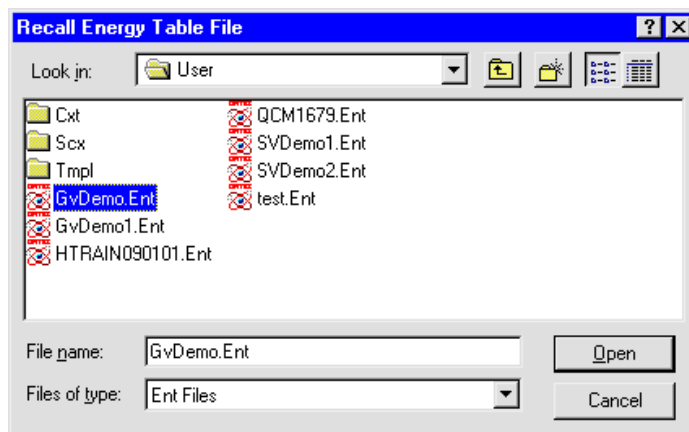 Recall Energy Table File
Look in: User
Cxt
Scx
Tmpl
GvDemo.Ent
GvDemo1.Ent
HTRAIN090101.Ent
QCM1679.Ent
SVDemo1.Ent
SVDemo2.Ent
test.Ent
File name: GvDemo.Ent
Open
Files of type: Ent Files
Cancel